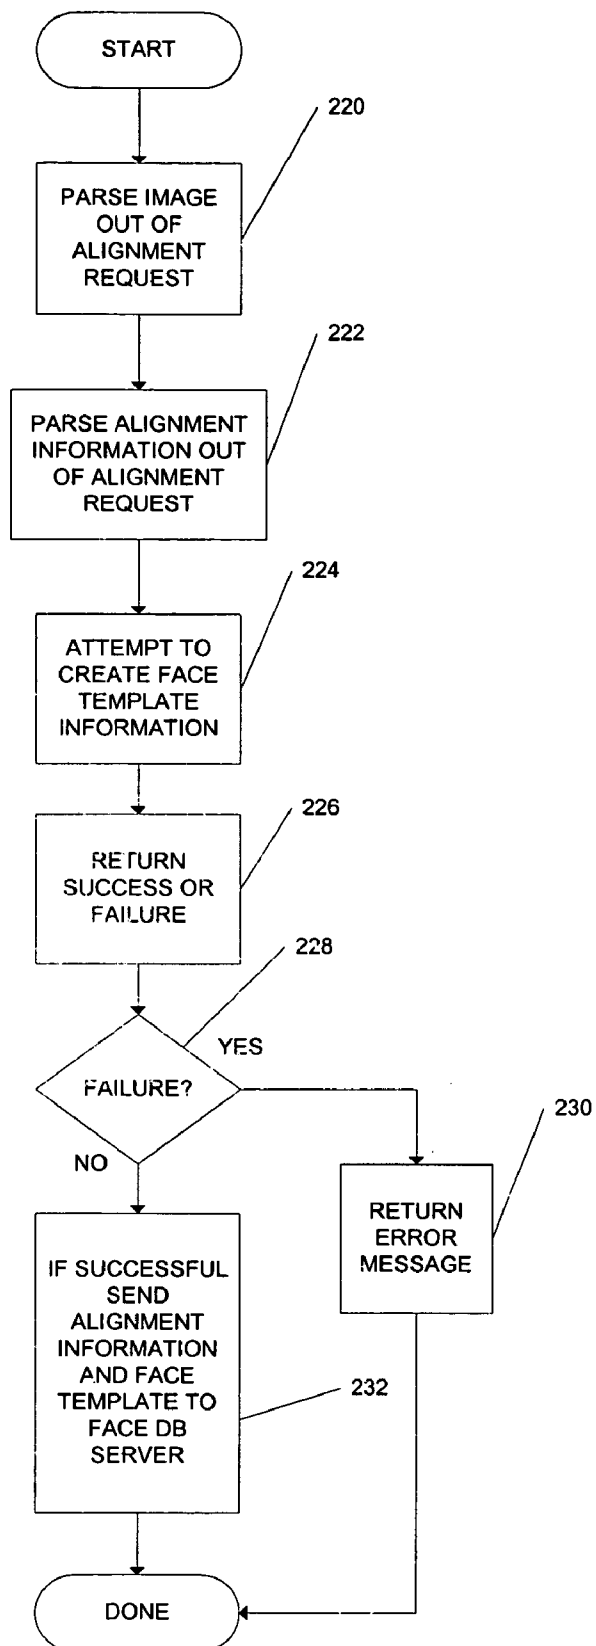 START
220
PARSE IMAGE
OUT OF
ALIGNMENT
REQUEST
222
PARSE ALIGNMENT
INFORMATION OUT
OF ALIGNMENT
REQUEST
224
ATTEMPT TO
CREATE FACE
TEMPLATE
INFORMATION
226
RETURN
SUCCESS OR
FAILURE
228
YES
FAILURE?
NO
230
RETURN
ERROR
MESSAGE
IF SUCCESSFUL
SEND
ALIGNMENT
INFORMATION
AND FACE
TEMPLATE TO
FACE DB
SERVER
232
DONE